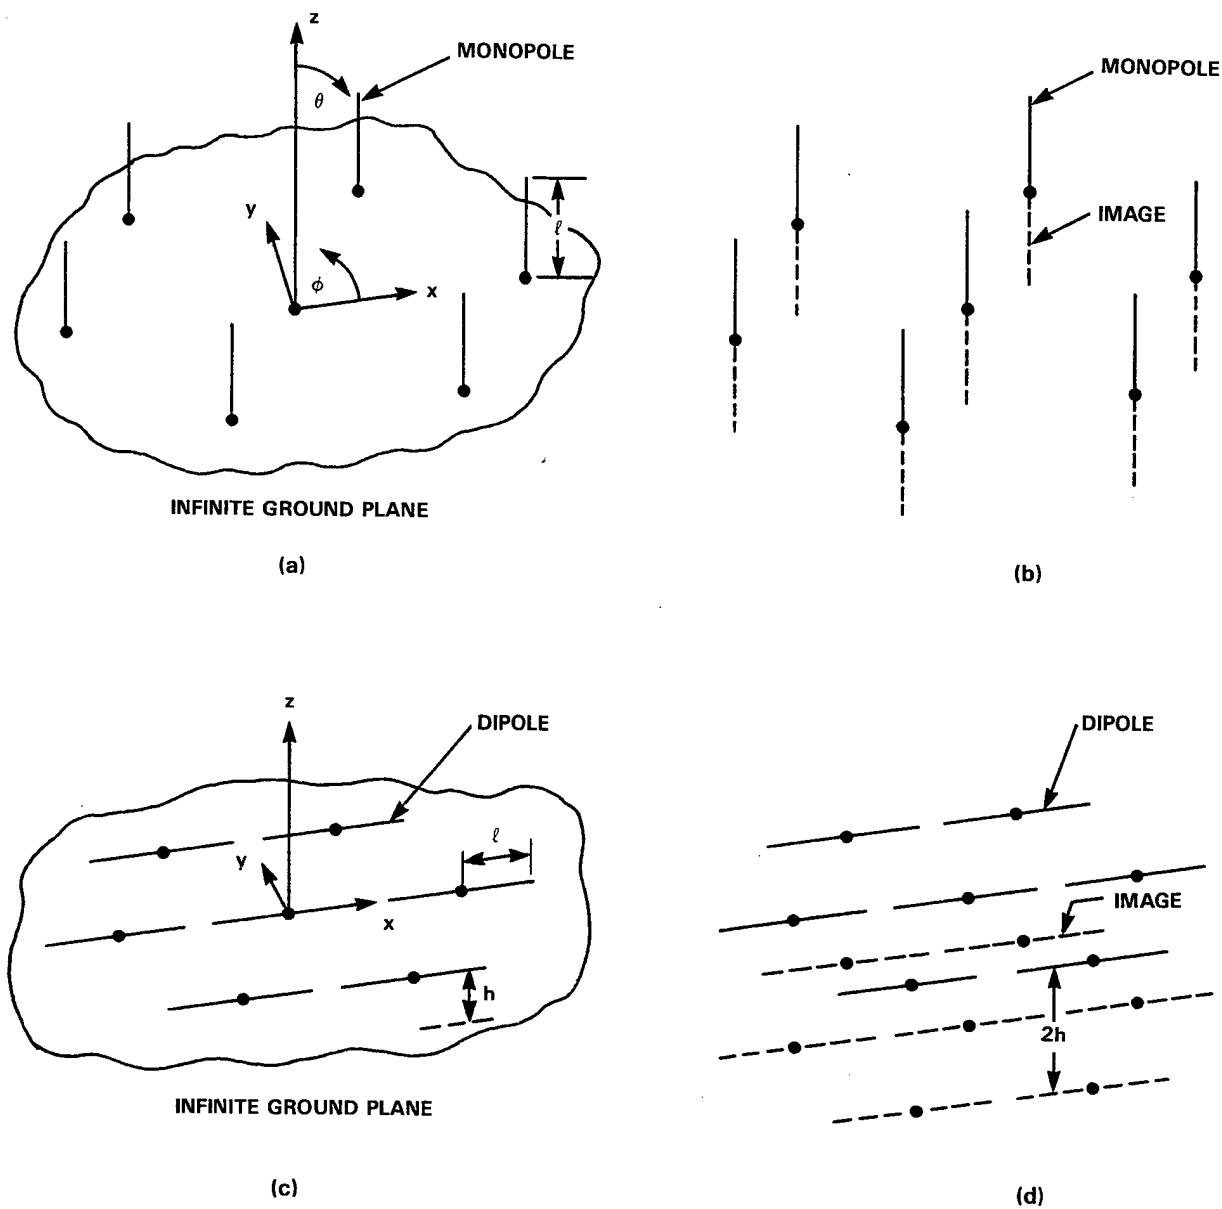 z
MONOPOLE
θ
y
ℓ
ϕ
x
INFINITE GROUND PLANE
(a)
MONOPOLE
IMAGE
(b)
z
DIPOLE
ℓ
y
x
h
INFINITE GROUND PLANE
(c)
DIPOLE
IMAGE
2h
(d)